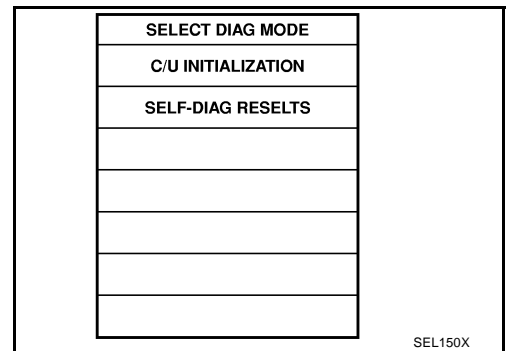 SELECT DIAG MODE
C/U INITIALIZATION
SELF-DIAG RESELTS
SEL150X